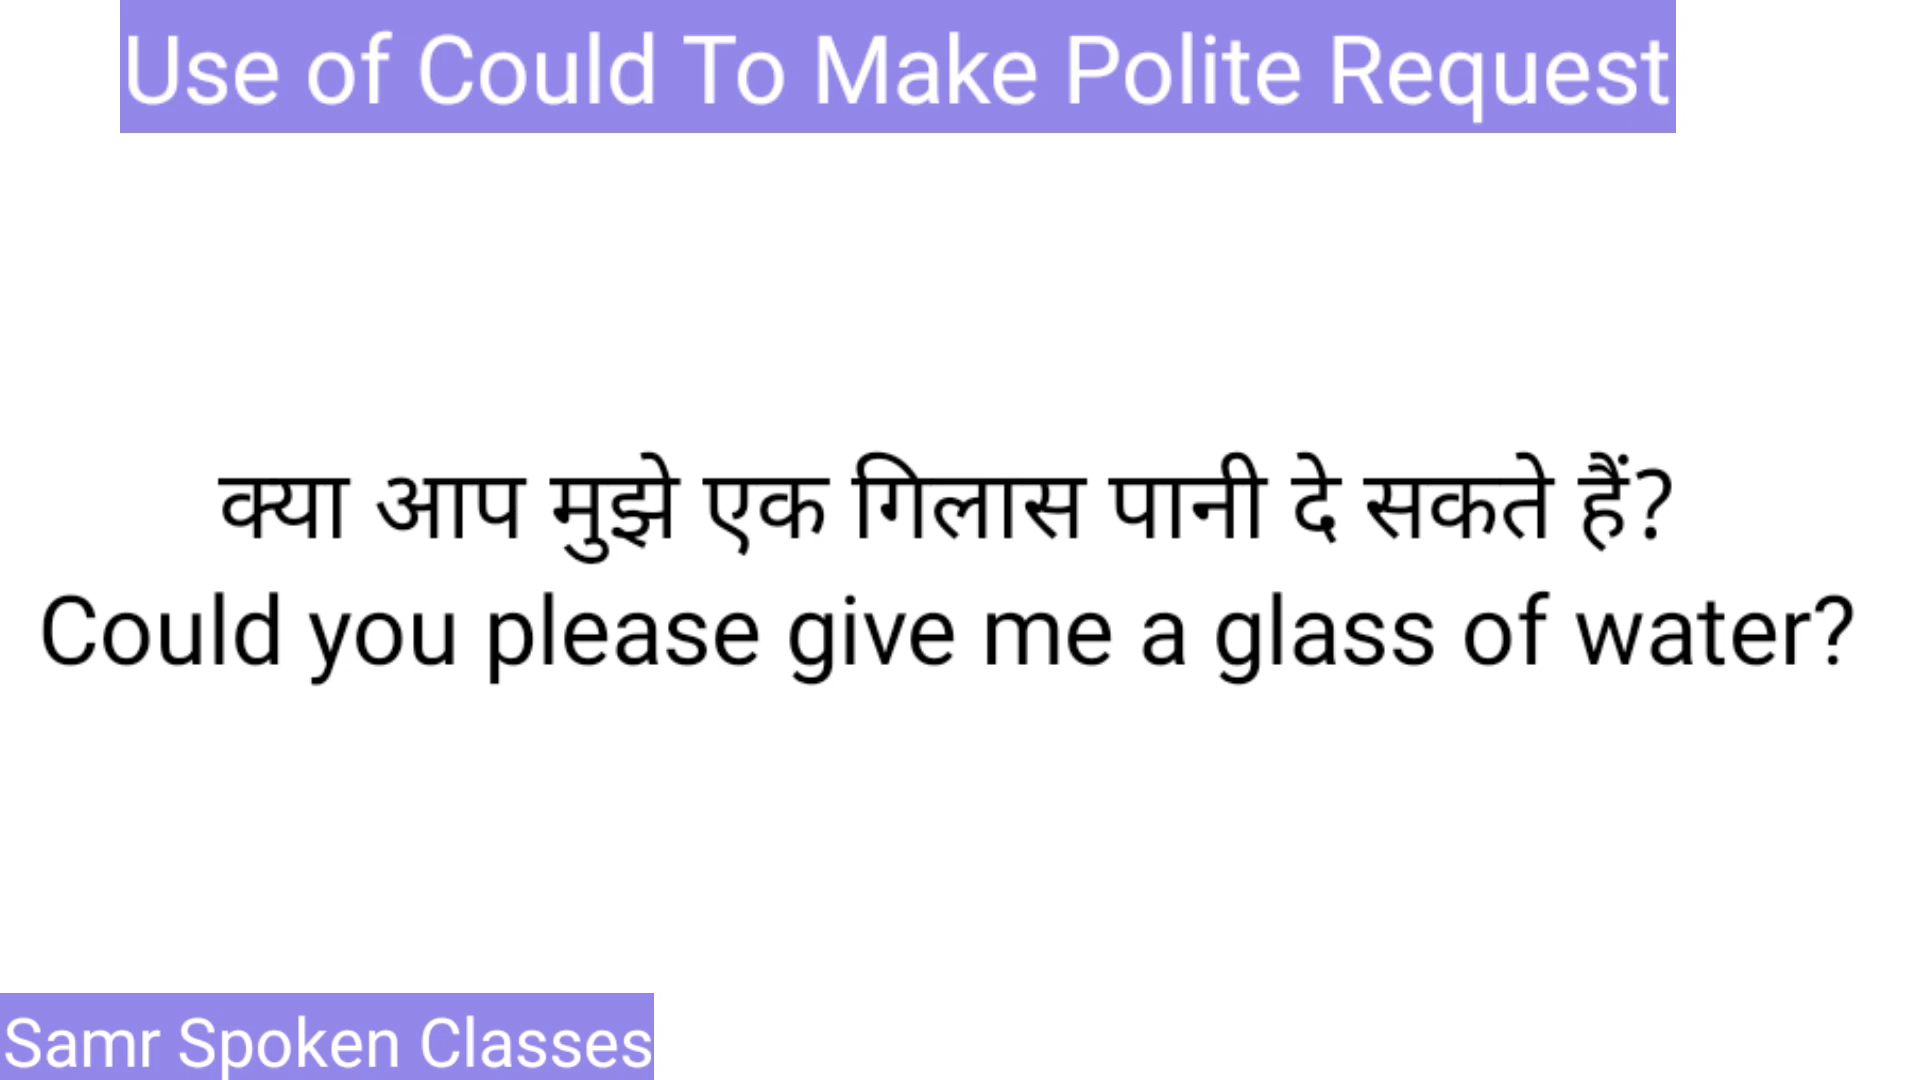 Use of Could To Make Polite Request
क्या आप मुझे एक गिलास पानी दे सकते हैं?
Could you please give me a glass of water?
Samr Spoken Classes